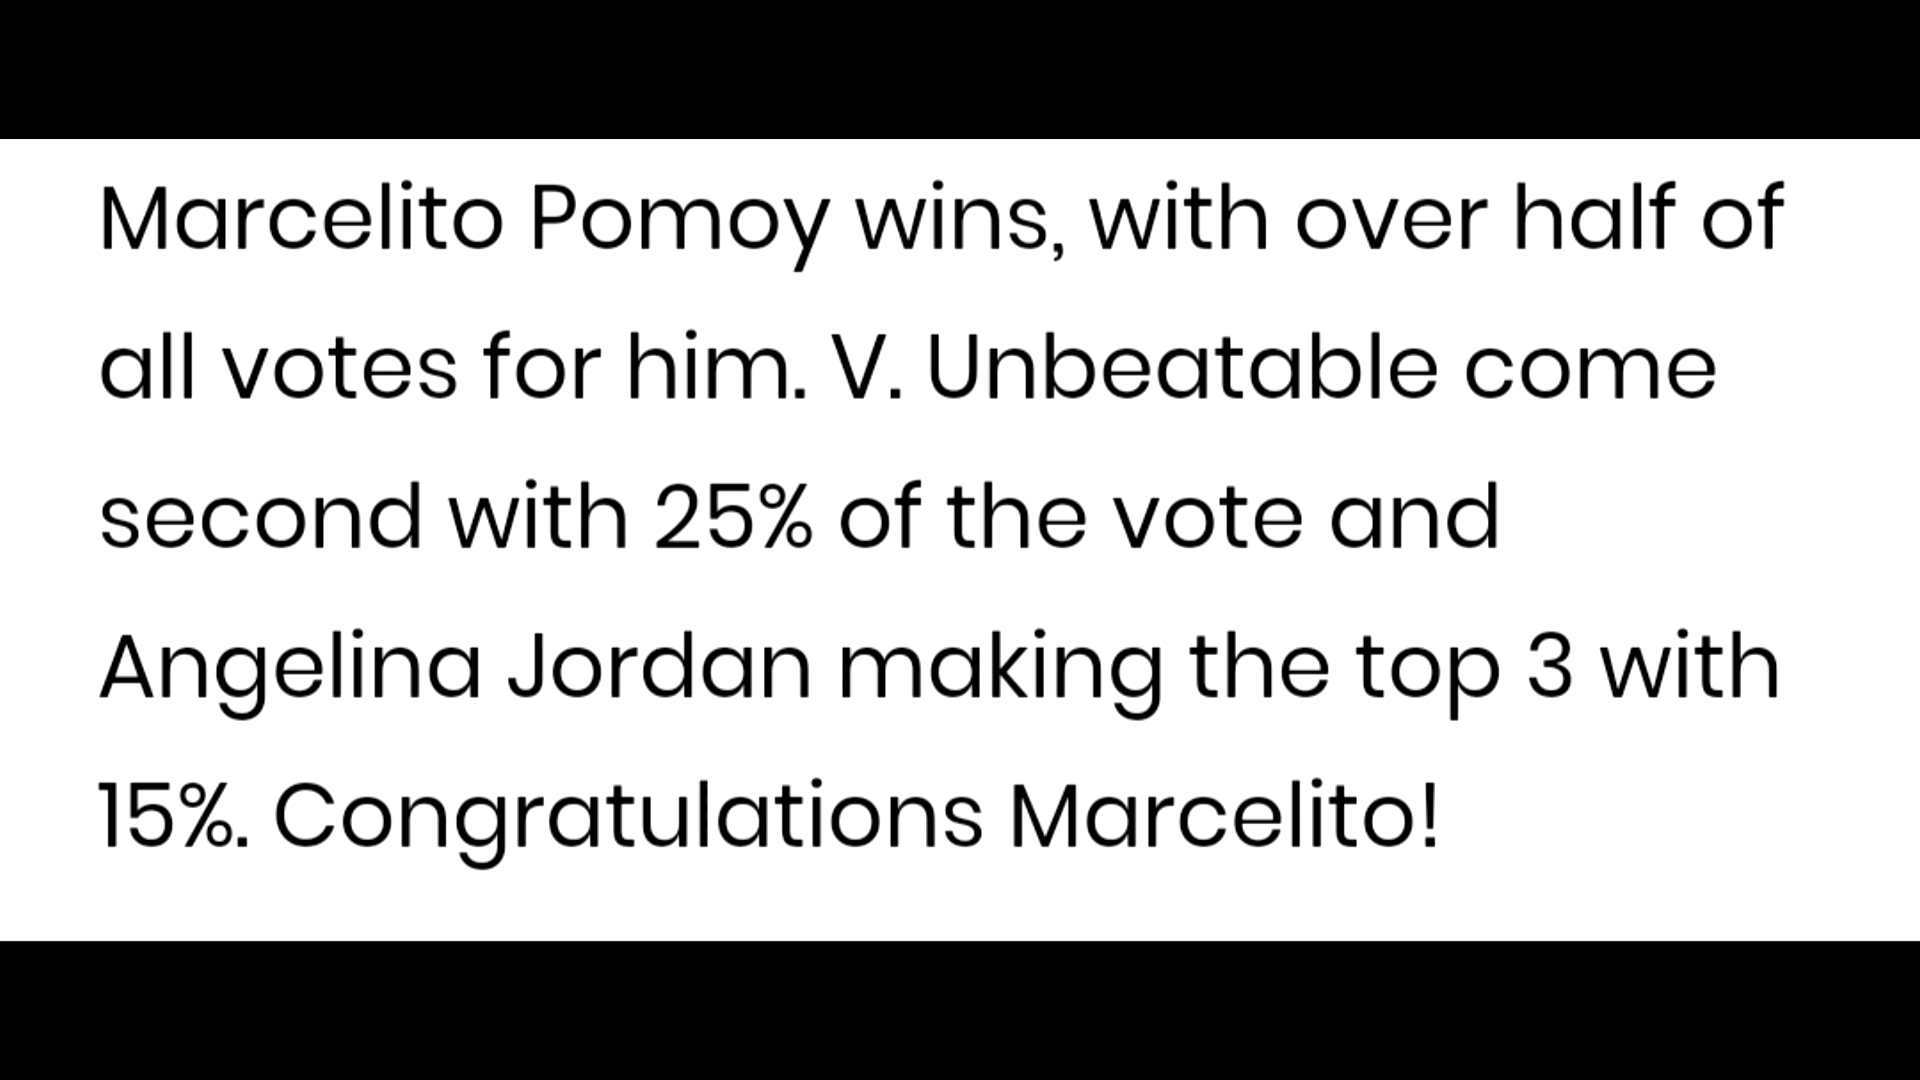 Marcelito Pomoy wins, with over half of
all votes for him. V. Unbeatable come
second with 25% of the vote and
Angelina Jordan making the top 3 with
15%. Congratulations Marcelito!